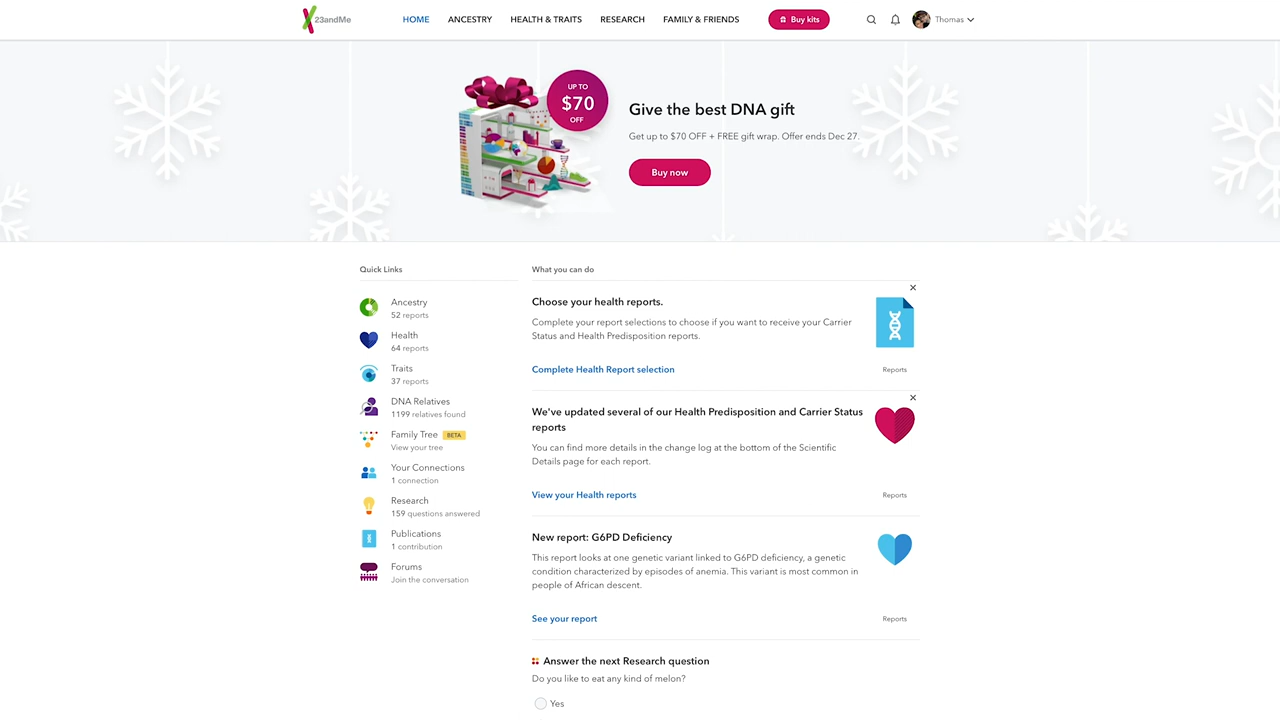 23andMe
HOME
ANCESTRY
HEALTH & TRAITS
RESEARCH
FAMILY & FRIENDS
Buy kits
Thomas
UP TO
$70
OFF
Give the best DNA gift
Get up to $70 OFF + FREE gift wrap. Offer ends Dec 27.
Buy now
Quick Links
Ancestry
52 reports
Health
64 reports
Traits
37 reports
DNA Relatives
1199 relatives found
Family Tree BETA
View your tree
Your Connections
1 connection
Research
159 questions answered
Publications
1 contribution
Forums
Join the conversation
What you can do
Choose your health reports.
Complete your report selections to choose if you want to receive your Carrier
Status and Health Predisposition reports.
Complete Health Report selection
Reports
We've updated several of our Health Predisposition and Carrier Status
reports
You can find more details in the change log at the bottom of the Scientific
Details page for each report.
View your Health reports
Reports
New report: G6PD Deficiency
This report looks at one genetic variant linked to G6PD deficiency, a genetic
condition characterized by episodes of anemia. This variant is most common in
people of African descent.
See your report
Reports
Answer the next Research question
Do you like to eat any kind of melon?
Yes